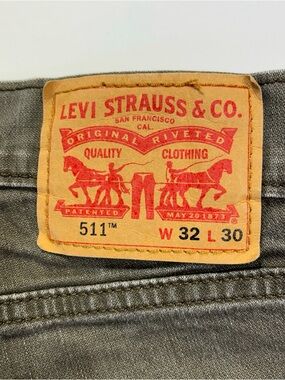 LEVI STRAUSS & CO.
SAN FRANCISCO
CAL.
ORIGINAL RIVETED
QUALITY CLOTHING
PATENTED MAY 20 1873
511™ W 32 L 30